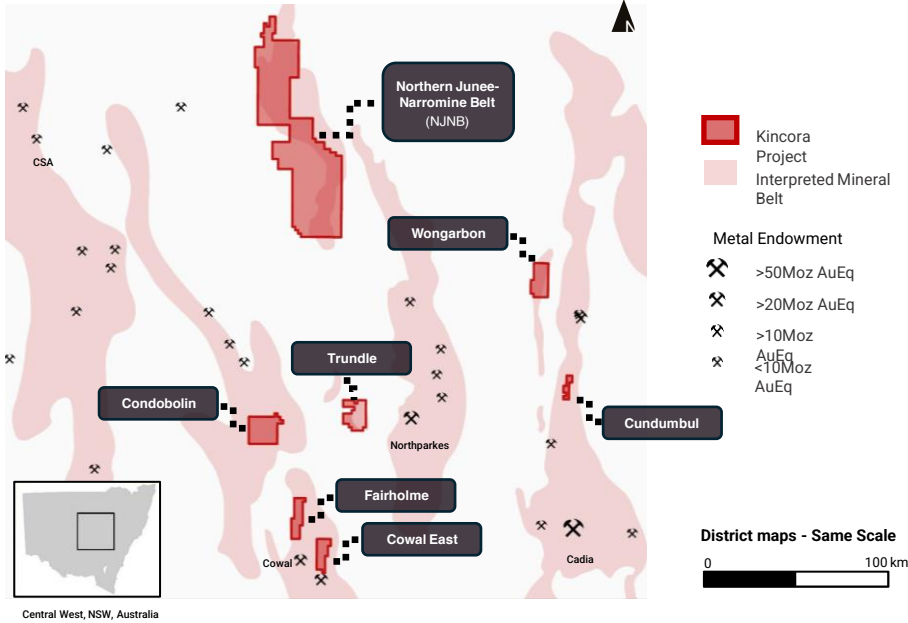 N
Northern Junee-
Narromine Belt
(NJNB)
CSA
Wongarbon
Trundle
Condobolin
Northparkes
Cundumbul
Fairholme
Cowal East
Cowal
Cadia
Central West, NSW, Australia
Kincora
Project
Interpreted Mineral
Belt
Metal Endowment
>50Moz AuEq
>20Moz AuEq
>10Moz
AuEq
<10Moz
AuEq
District maps - Same Scale
0 100 km